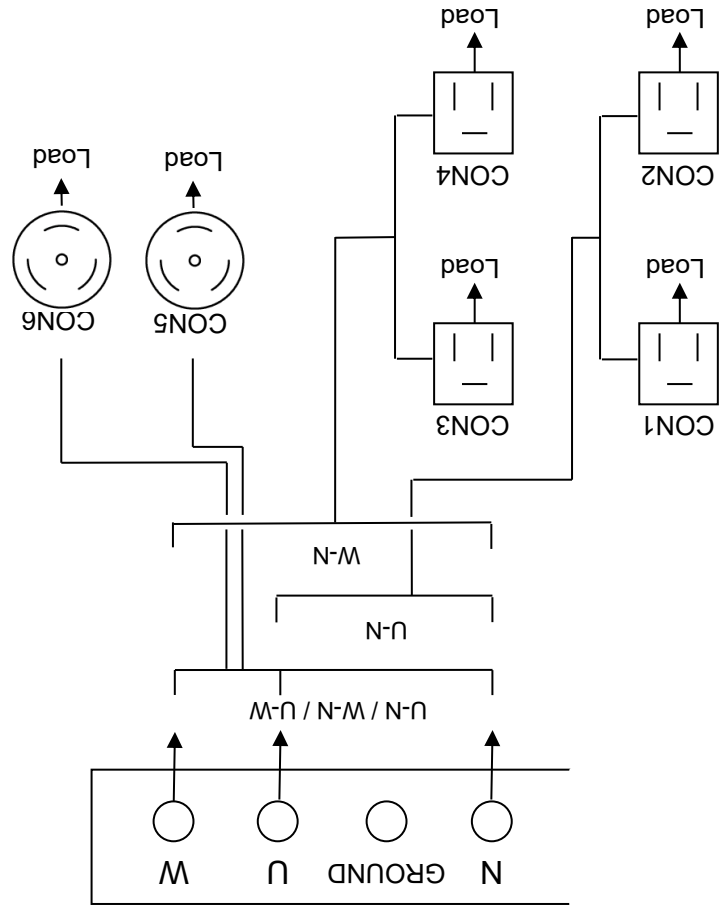 N GROUND U W
U-N / W-N / U-W
U-N
W-N
CON1
CON3
CON5
CON6
Load
Load
CON2
CON4
Load
Load
Load
Load